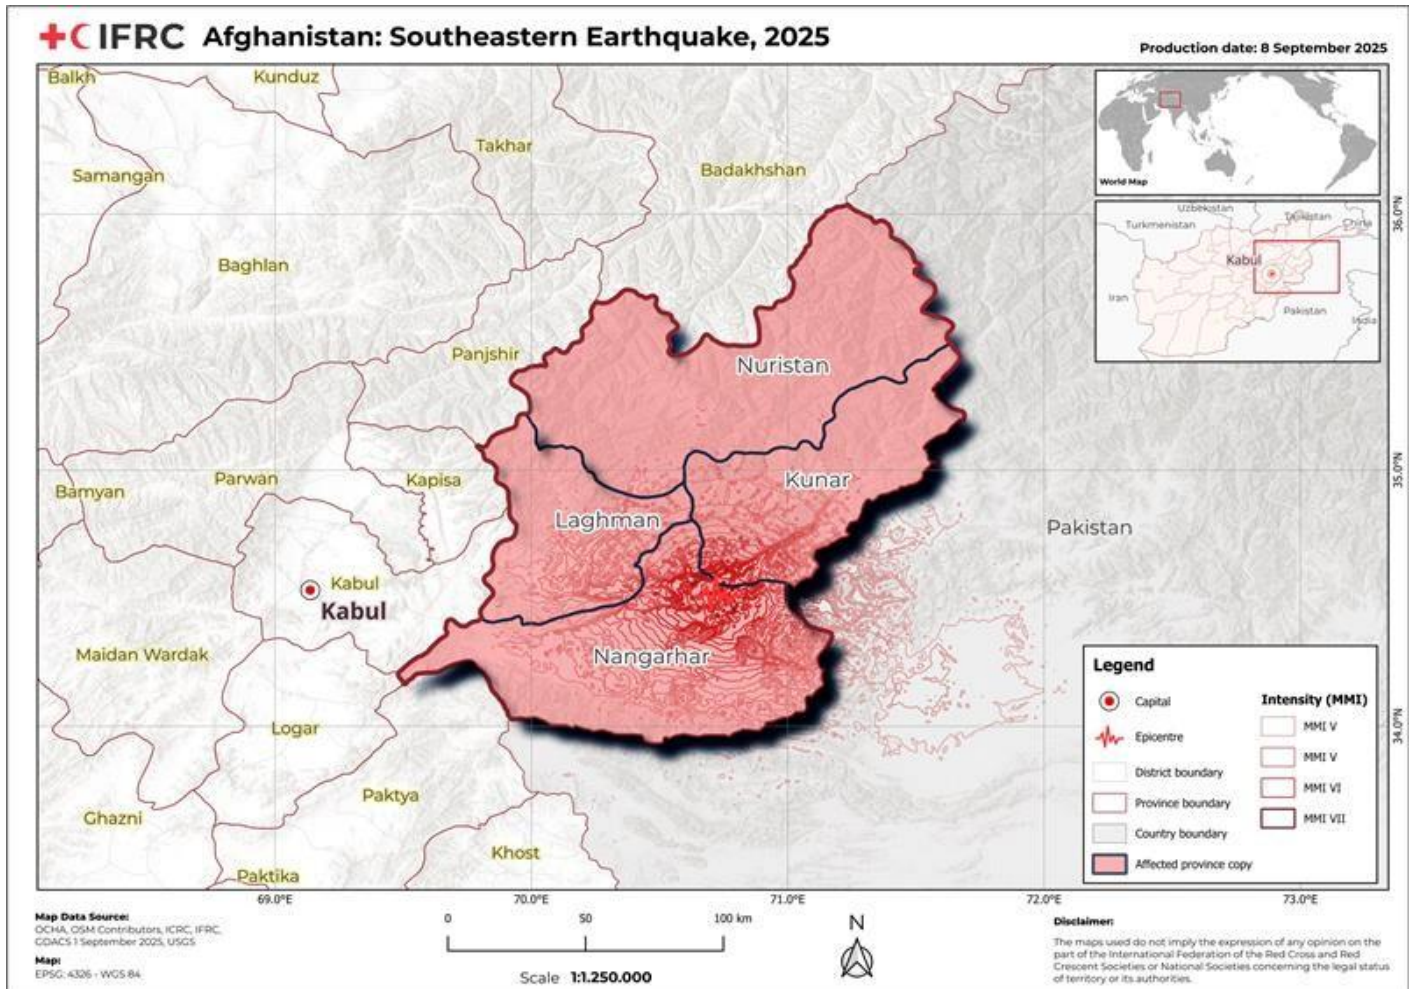 IFRC Afghanistan: Southeastern Earthquake, 2025
Production date: 8 September 2025
Balkh
Kunduz
Takhar
Samangan
Badakhshan
Baghlan
Panjshir
Nuristan
Parwan
Kapisa
Kunar
Bamyan
Laghman
Pakistan
Kabul
Kabul
Maidan Wardak
Nangarhar
Logar
Paktya
Ghazni
Khost
Paktika
World Map
Uzbekistan
Tajikistan
China
Turkmenistan
Kabul
Iran
Pakistan
India
36.0°N
35.0°N
34.0°N
Legend
Capital
Epicentre
District boundary
Province boundary
Country boundary
Affected province copy
Intensity (MMI)
MMI V
MMI V
MMI VI
MMI VII
69.0°E
70.0°E
71.0°E
72.0°E
73.0°E
Map Data Source:
OCHA, OSM Contributors, ICRC, IFRC,
GDACS 1 September 2025, USGS
Map:
EPSG: 4326 - WGS 84
0
50
100 km
Scale 1:1.250.000
N
Disclaimer:
The maps used do not imply the expression of any opinion on the
part of the International Federation of the Red Cross and Red
Crescent Societies or National Societies concerning the legal status
of territory or its authorities.